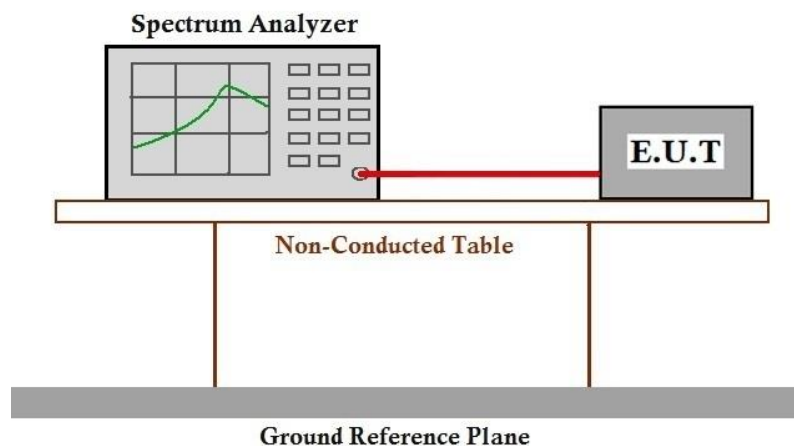 Spectrum Analyzer
E.U.T
Non-Conducted Table
Ground Reference Plane